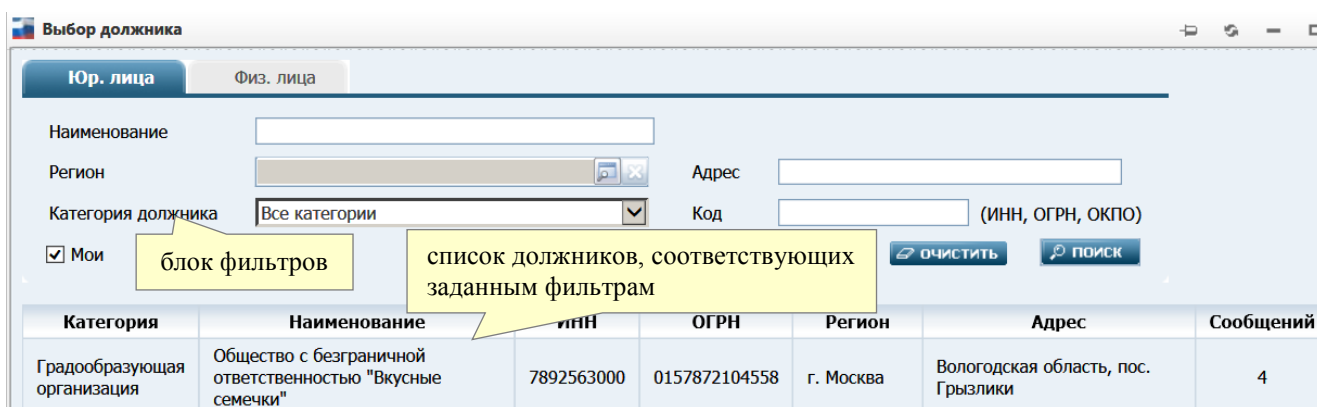 Выбор должника
Юр. лица Физ. лица
Наименование
Регион Адрес
Категория должника Все категории Код (ИНН, ОГРН, ОКПО)
Мои ОЧИСТИТЬ ПОИСК
блок фильтров
список должников, соответствующих
заданным фильтрам
Категория Наименование ИНН ОГРН Регион Адрес Сообщений
Градообразующая
организация
Общество с безграничной
ответственностью "Вкусные
семечки"
7892563000 0157872104558 г. Москва
Вологодская область, пос.
Грызлики
4